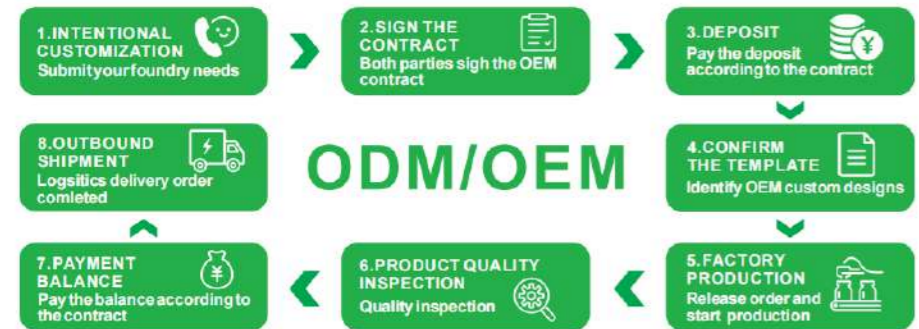 1.INTENTIONAL
CUSTOMIZATION
Submityour foundry needs
2.SIGN THE
CONTRACT
Both parties sigh the OEM
contract
3.DEPOSIT
Pay the deposit
according to the contract
4.CONFIRM
THE TEMPLATE
Identify OEM custom designs
5.FACTORY
PRODUCTION
Release order and
start production
6.PRODUCT QUALITY
INSPECTION
Quality inspection
7.PAYMENT
BALANCE
Pay the balance according to
the contract
8.OUTBOUND
SHIPMENT
Logsitics delivery order
comleted
ODM/OEM